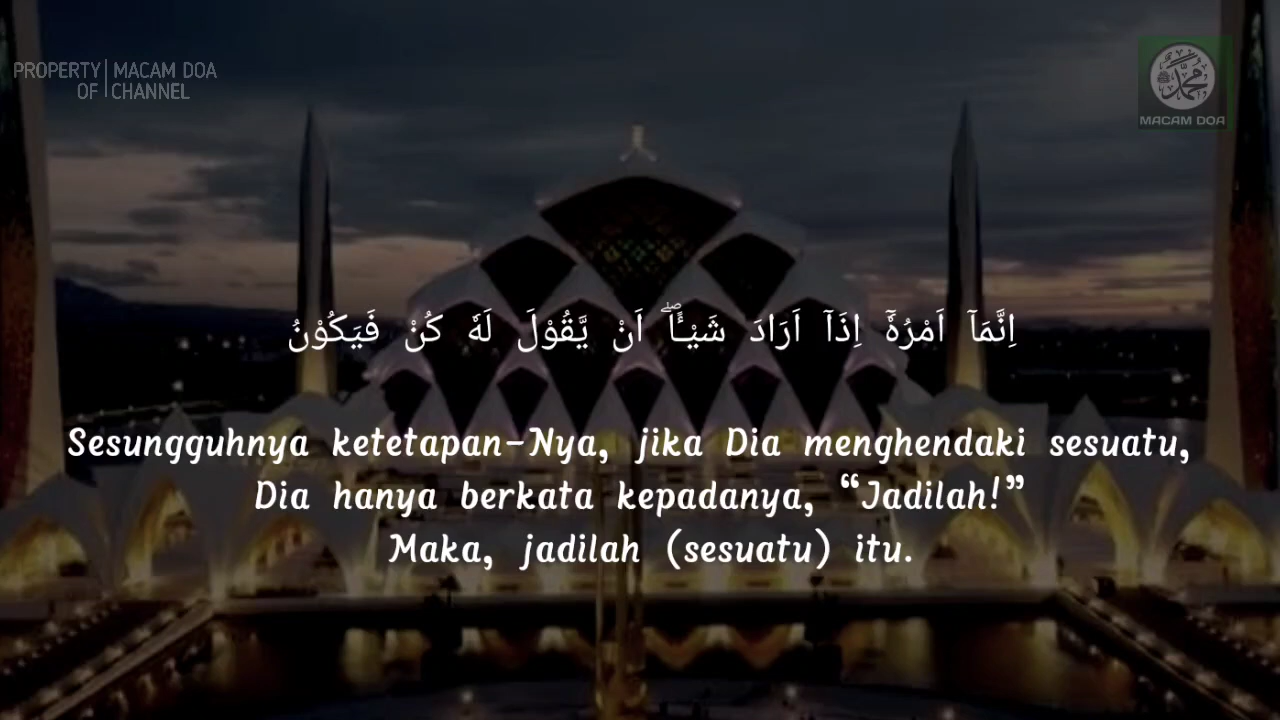 PROPERTY | MACAM DOA
OF | CHANNEL
محمد
MACAM DOA
اِنَّمَآ اَمْرُهٗٓ اِذَآ اَرَادَ شَيْـًٔاۖ اَنْ يَّقُوْلَ لَهٗ كُنْ فَيَكُوْنُ
Sesungguhnya ketetapan-Nya, jika Dia menghendaki sesuatu,
Dia hanya berkata kepadanya, “Jadilah!”
Maka, jadilah (sesuatu) itu.